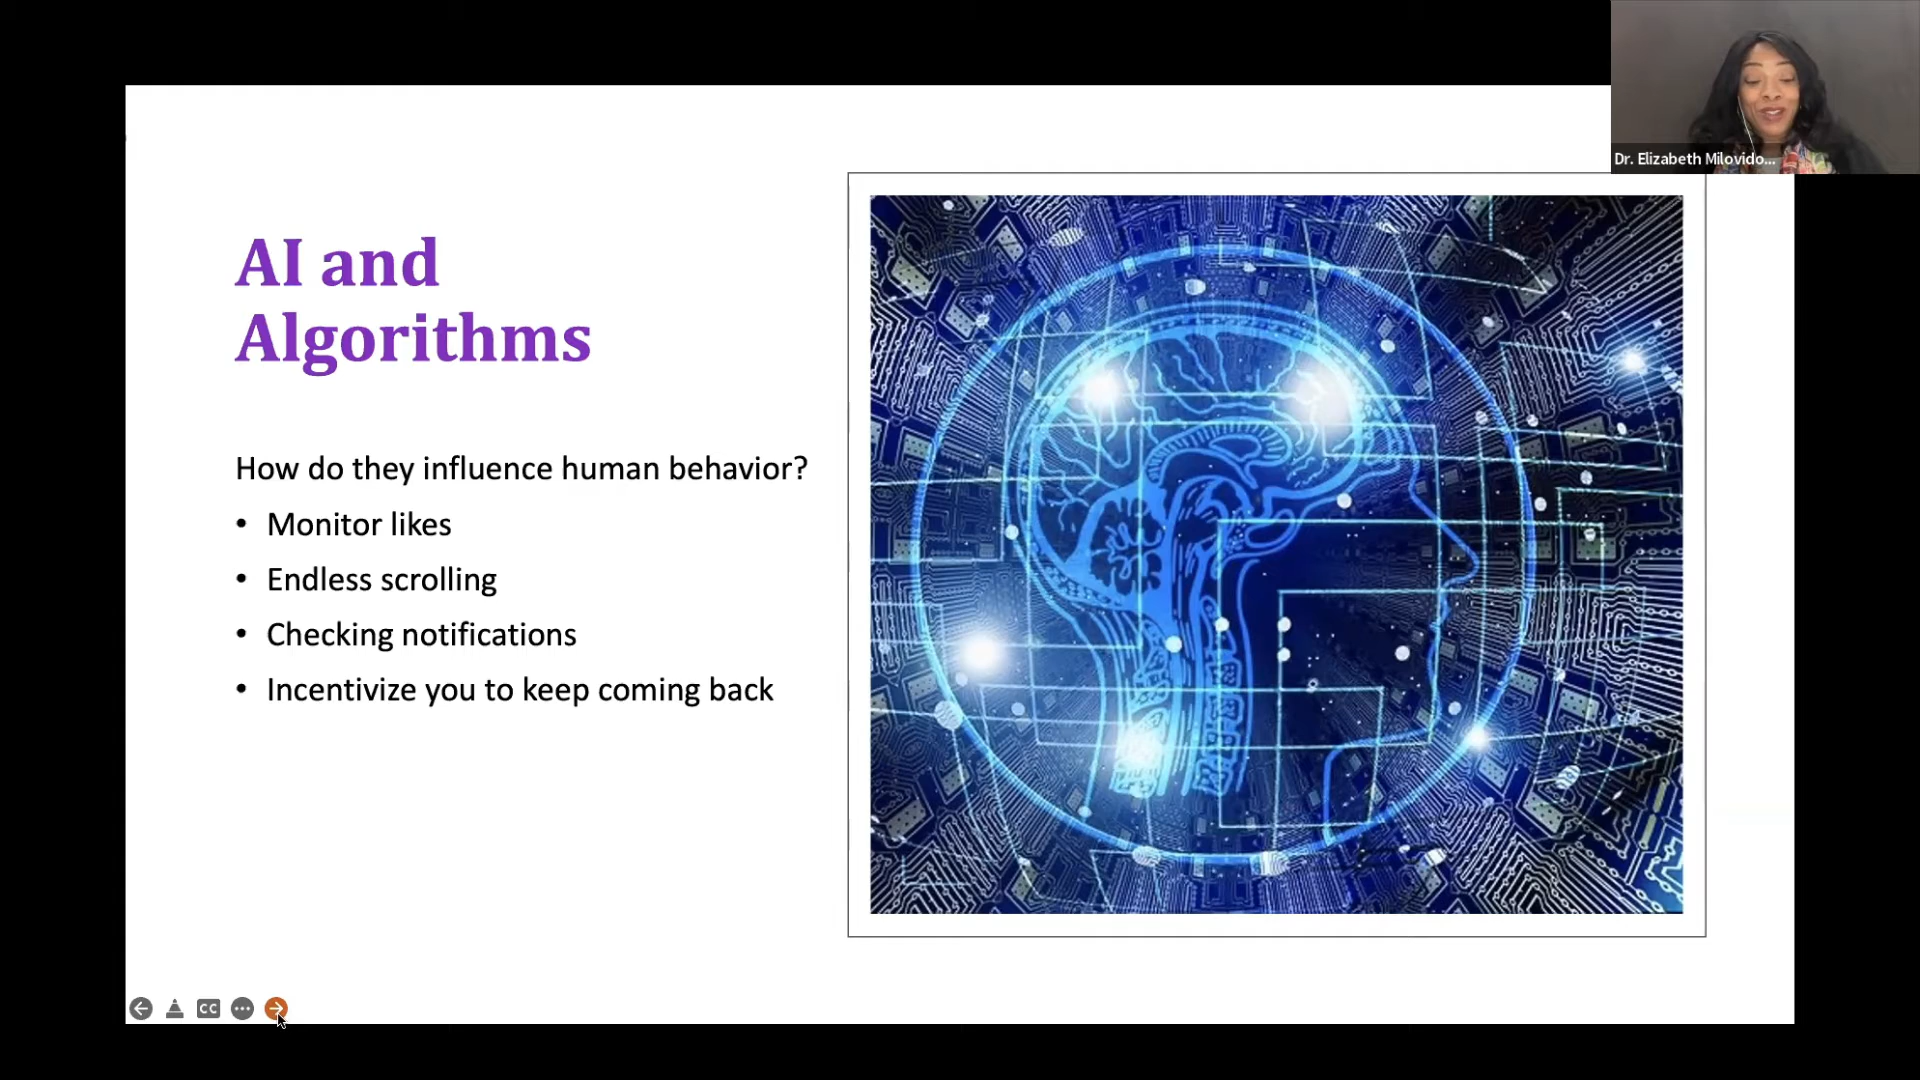 Dr. Elizabeth Milovido...
AI and
Algorithms
How do they influence human behavior?
• Monitor likes
• Endless scrolling
• Checking notifications
• Incentivize you to keep coming back
CC